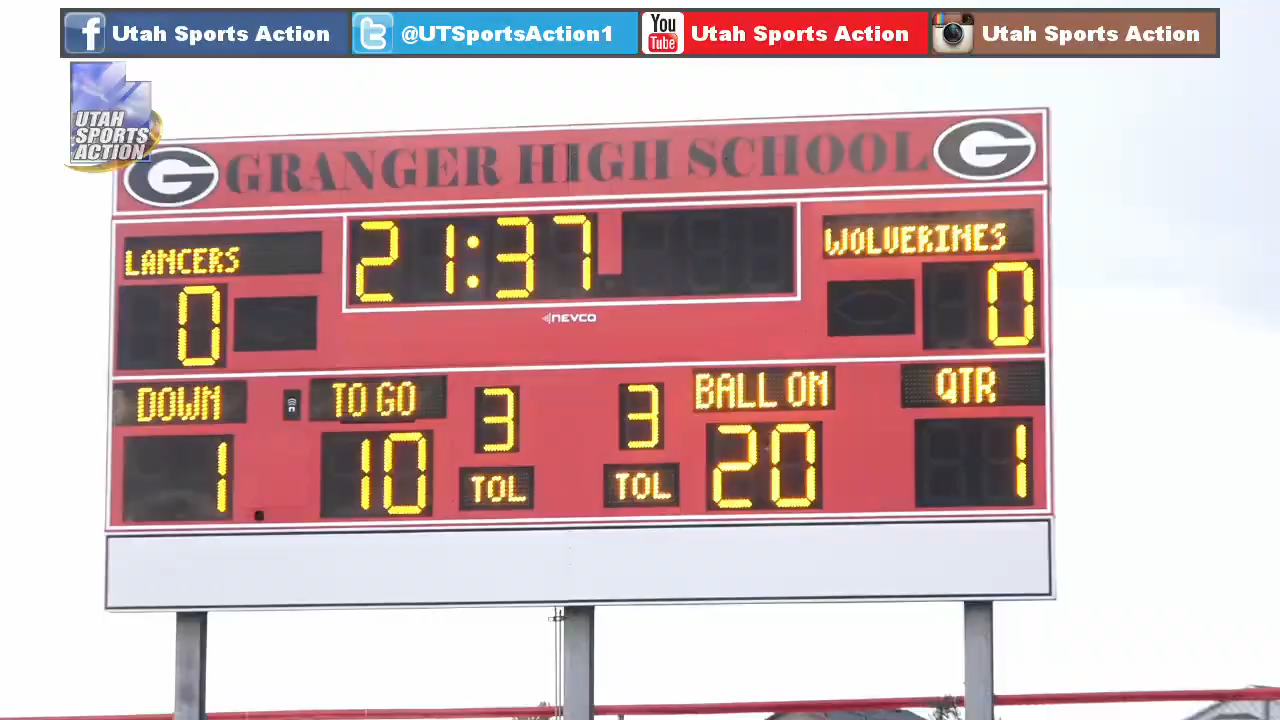 Utah Sports Action @UTSportsAction1 You Tube Utah Sports Action Utah Sports Action
UTAH
SPORTS
ACTION
G GRANGER HIGH SCHOOL G
LANCERS 21:37 WOLVERINES
0 0
NEVCO
DOWN TO GO 3 3 BALL ON QTR
1 10 TOL TOL 20 1